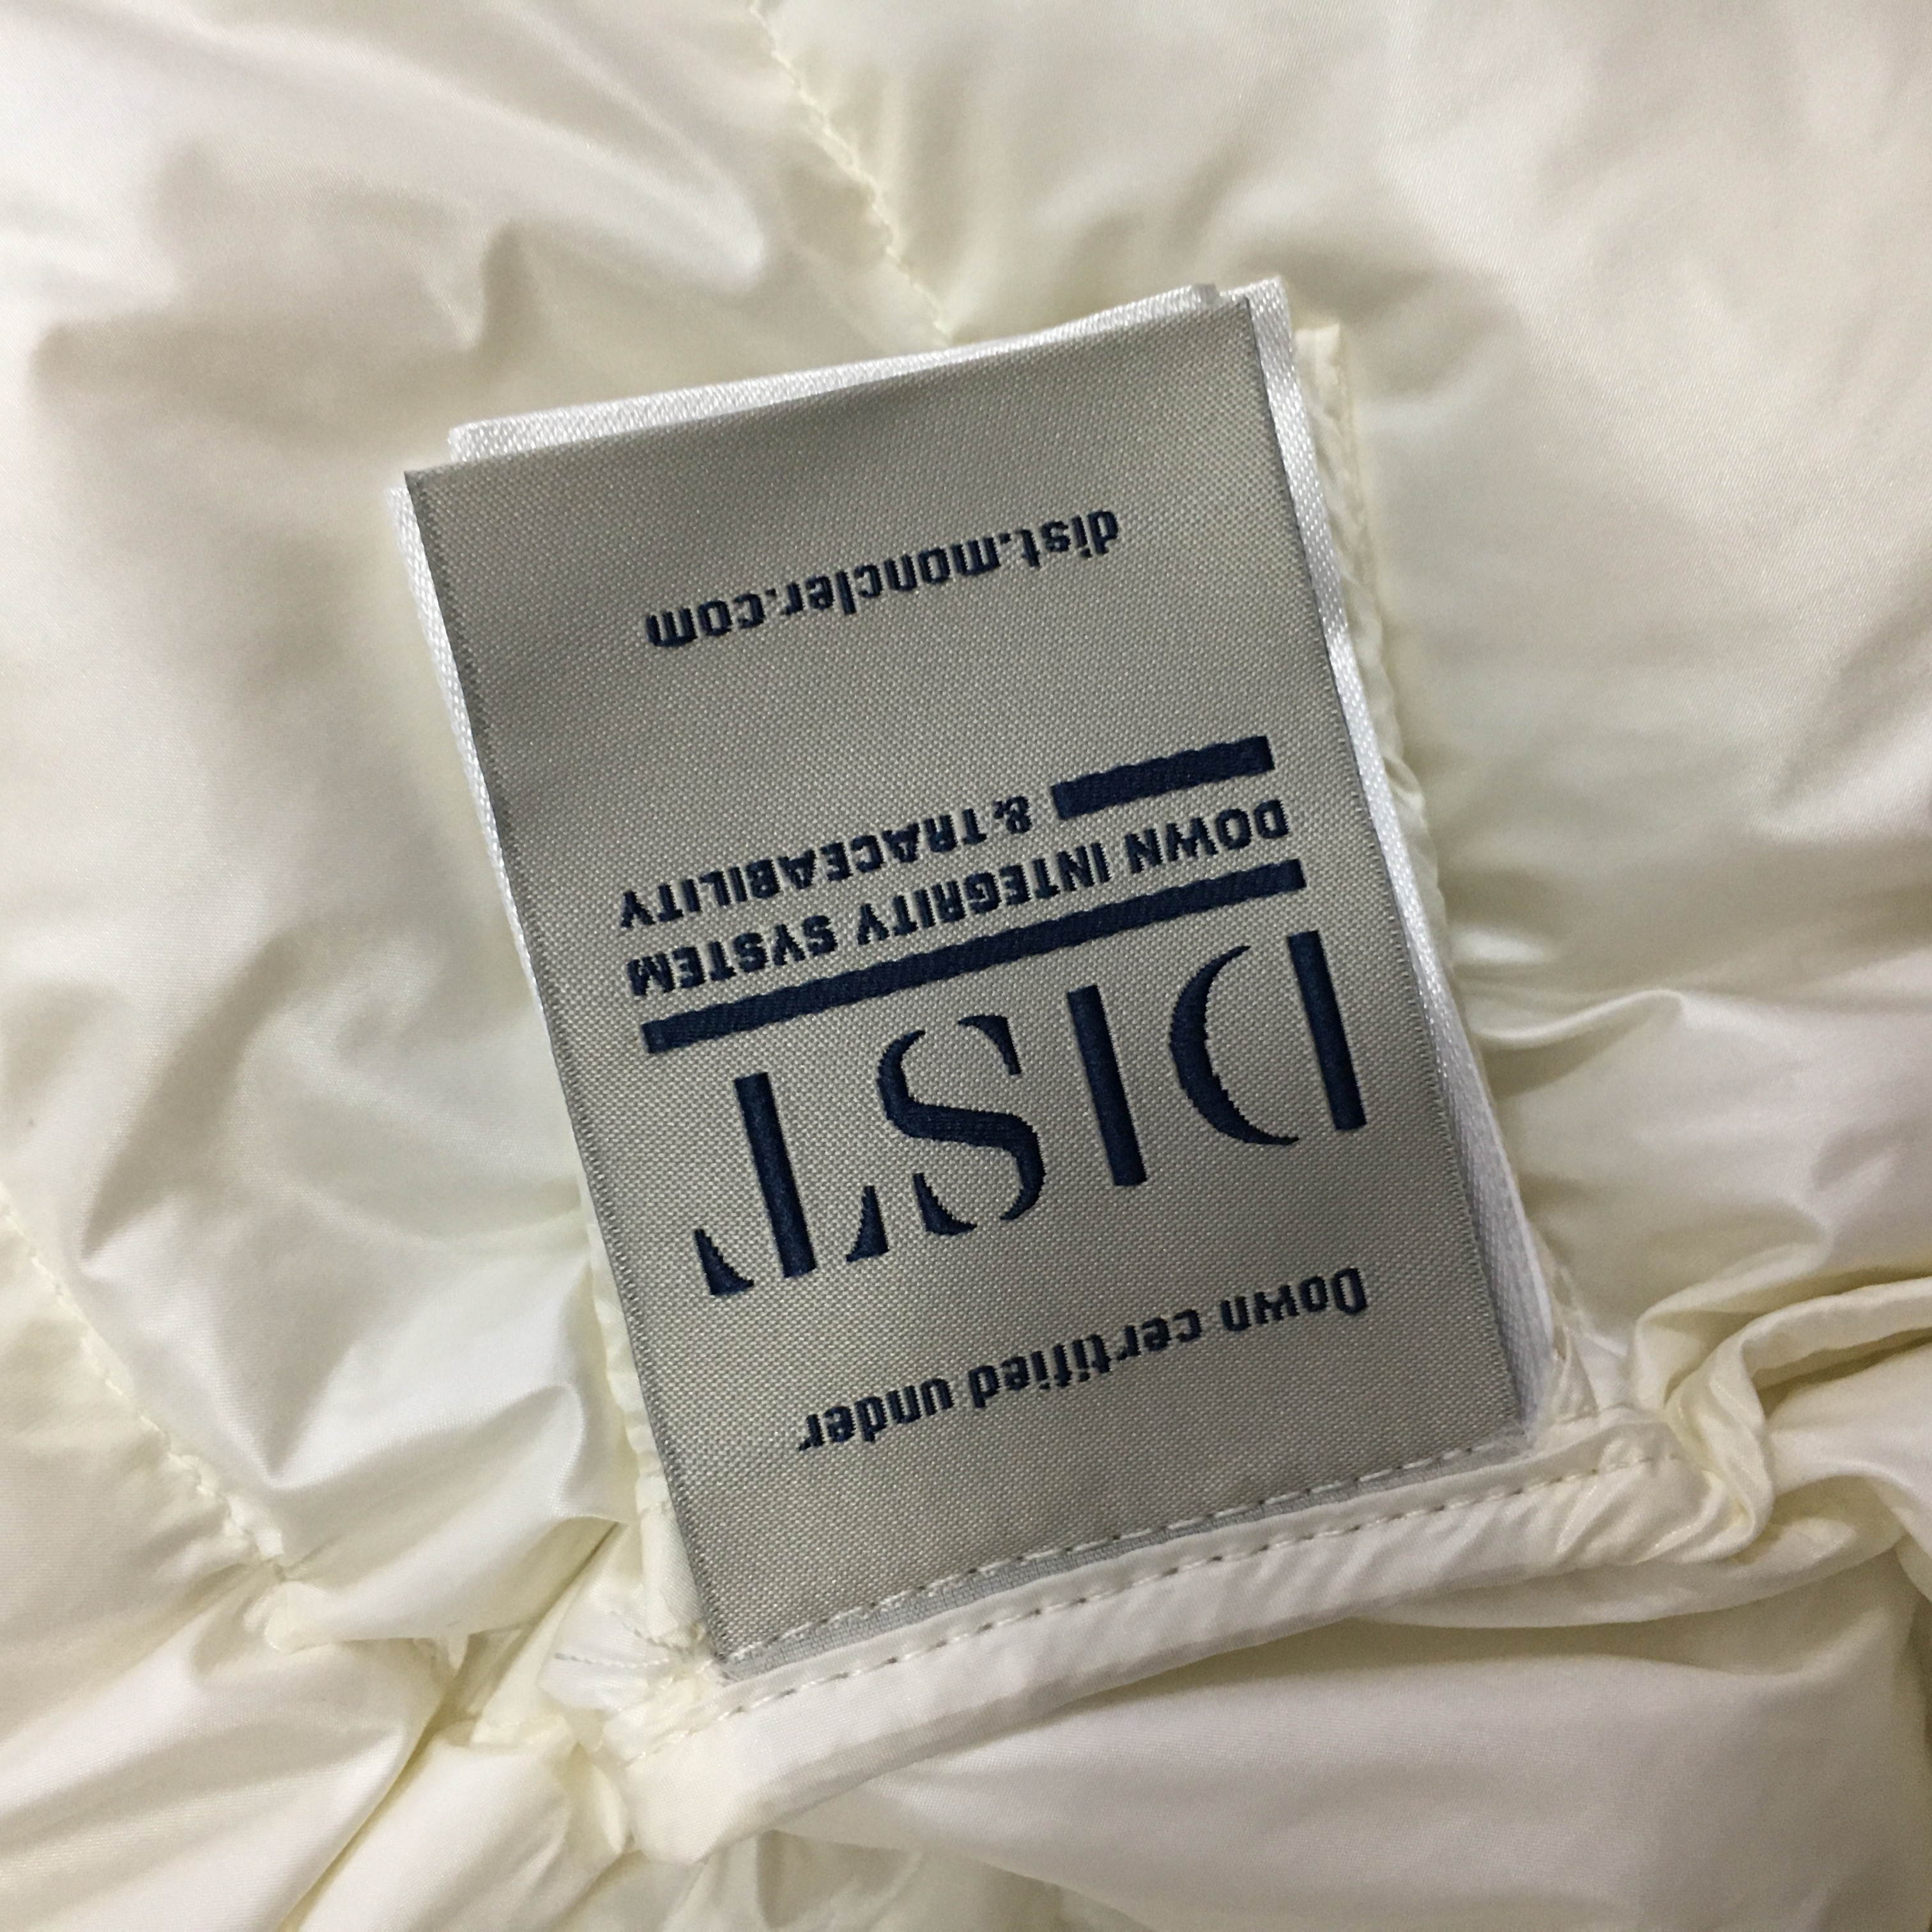 Down certified under
DIST
DOWN INTEGRITY SYSTEM
& TRACEABILITY
dist.moncler.com